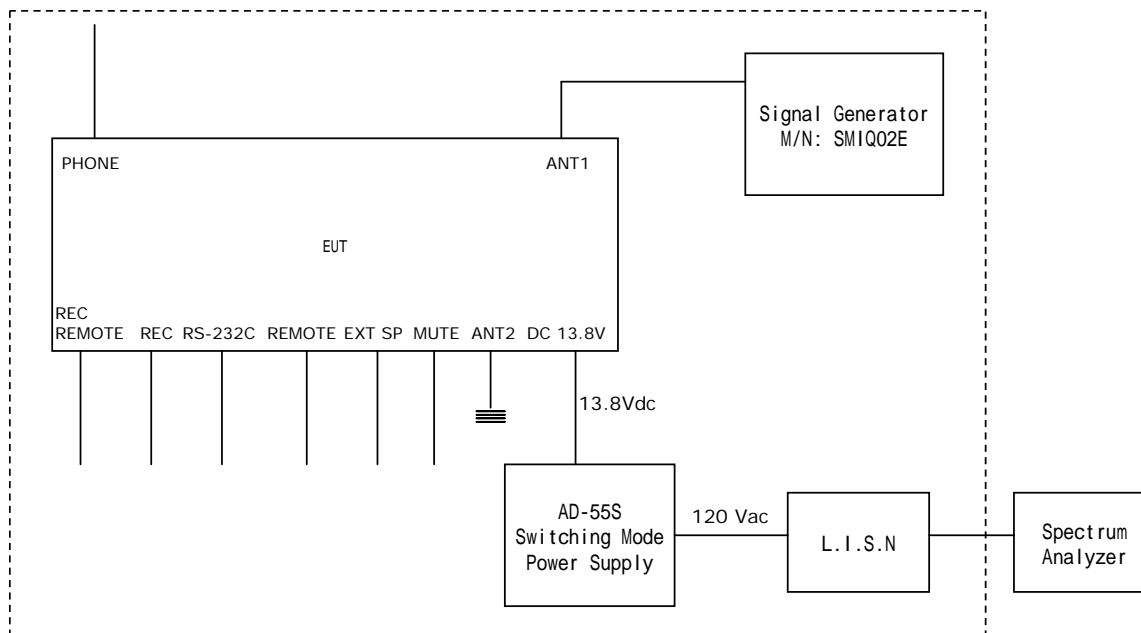 Signal Generator
M/N: SMIQ02E
PHONE
ANT1
EUT
REC
REMOTE REC RS-232C REMOTE EXT SP MUTE ANT2 DC 13.8V
13.8Vdc
AD-55S
Switching Mode
Power Supply
120 Vac
L.I.S.N
Spectrum
Analyzer